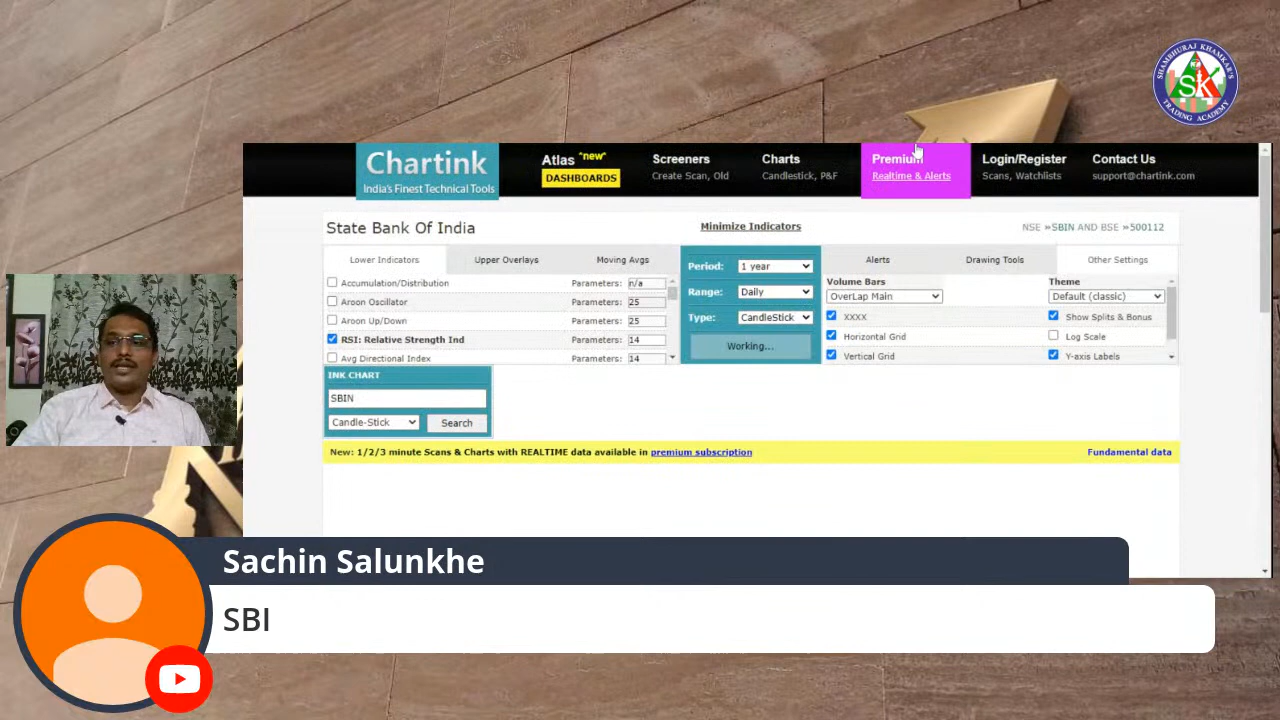 SHAMBHURAJ KHAMKAR'S
SK
TRADING ACADEMY
Chartink
India's Finest Technical Tools
Atlas "new"
DASHBOARDS
Screeners
Create Scan, Old
Charts
Candlestick, P&F
Premium
Realtime & Alerts
Login/Register
Scans, Watchlists
Contact Us
support@chartink.com
State Bank Of India
Minimize Indicators
NSE »SBIN AND BSE »500112
Lower Indicators
Upper Overlays
Moving Avgs
Accumulation/Distribution Parameters: n/a
Aroon Oscillator Parameters: 25
Aroon Up/Down Parameters: 25
RSI: Relative Strength Ind Parameters: 14
Avg Directional Index Parameters: 14
Period: 1 year
Range: Daily
Type: CandleStick
Working...
Alerts
Drawing Tools
Other Settings
Volume Bars
OverLap Main
XXXX
Horizontal Grid
Vertical Grid
Theme
Default (classic)
Show Splits & Bonus
Log Scale
Y-axis Labels
INK CHART
SBIN
Candle-Stick Search
New: 1/2/3 minute Scans & Charts with REALTIME data available in premium subscription
Fundamental data
Sachin Salunkhe
SBI